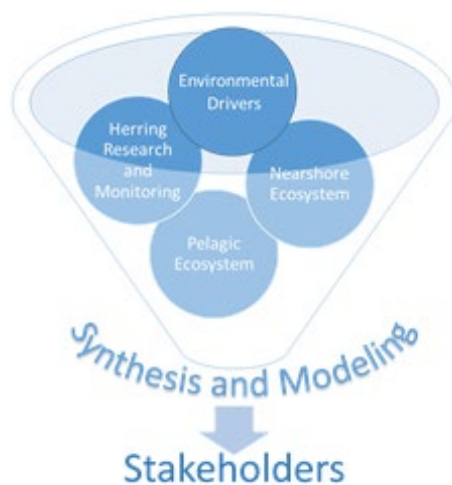 Environmental
Drivers
Herring
Research
and
Monitoring
Nearshore
Ecosystem
Pelagic
Ecosystem
Synthesis and Modeling
Stakeholders